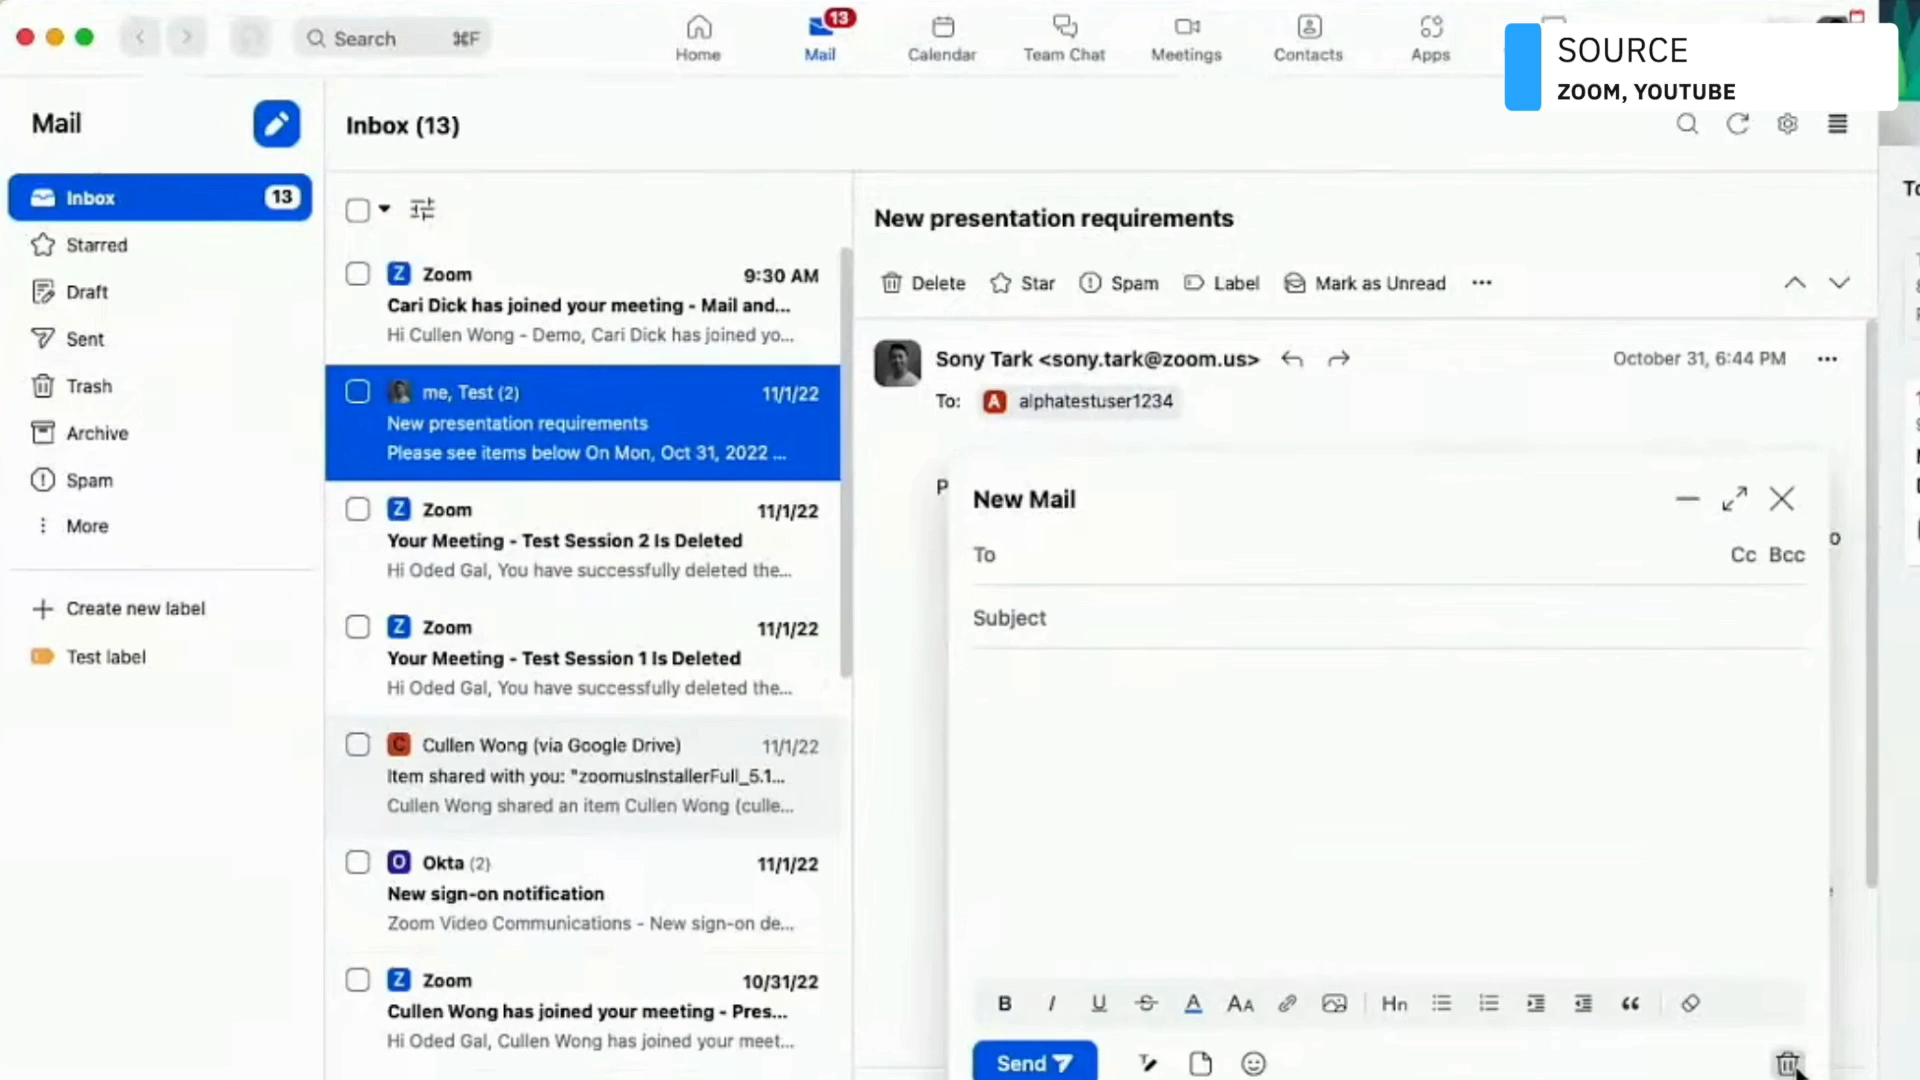 Search ⌘F
Home
Mail
13
Calendar
Team Chat
Meetings
Contacts
Apps
SOURCE
ZOOM, YOUTUBE
Mail
Inbox 13
Starred
Draft
Sent
Trash
Archive
Spam
More
Create new label
Test label
Inbox (13)
Z Zoom 9:30 AM
Cari Dick has joined your meeting - Mail and...
Hi Cullen Wong - Demo, Cari Dick has joined yo...
me, Test (2) 11/1/22
New presentation requirements
Please see items below On Mon, Oct 31, 2022 ...
Z Zoom 11/1/22
Your Meeting - Test Session 2 Is Deleted
Hi Oded Gal, You have successfully deleted the...
Z Zoom 11/1/22
Your Meeting - Test Session 1 Is Deleted
Hi Oded Gal, You have successfully deleted the...
C Cullen Wong (via Google Drive) 11/1/22
Item shared with you: "zoomusInstallerFull_5.1...
Cullen Wong shared an item Cullen Wong (culle...
O Okta (2) 11/1/22
New sign-on notification
Zoom Video Communications - New sign-on de...
Z Zoom 10/31/22
Cullen Wong has joined your meeting - Pres...
Hi Oded Gal, Cullen Wong has joined your meet...
New presentation requirements
Delete Star Spam Label Mark as Unread ...
Sony Tark <sony.tark@zoom.us> October 31, 6:44 PM ...
To: A alphatestuser1234
New Mail
To Cc Bcc
Subject
B I U S A AA Hn
Send